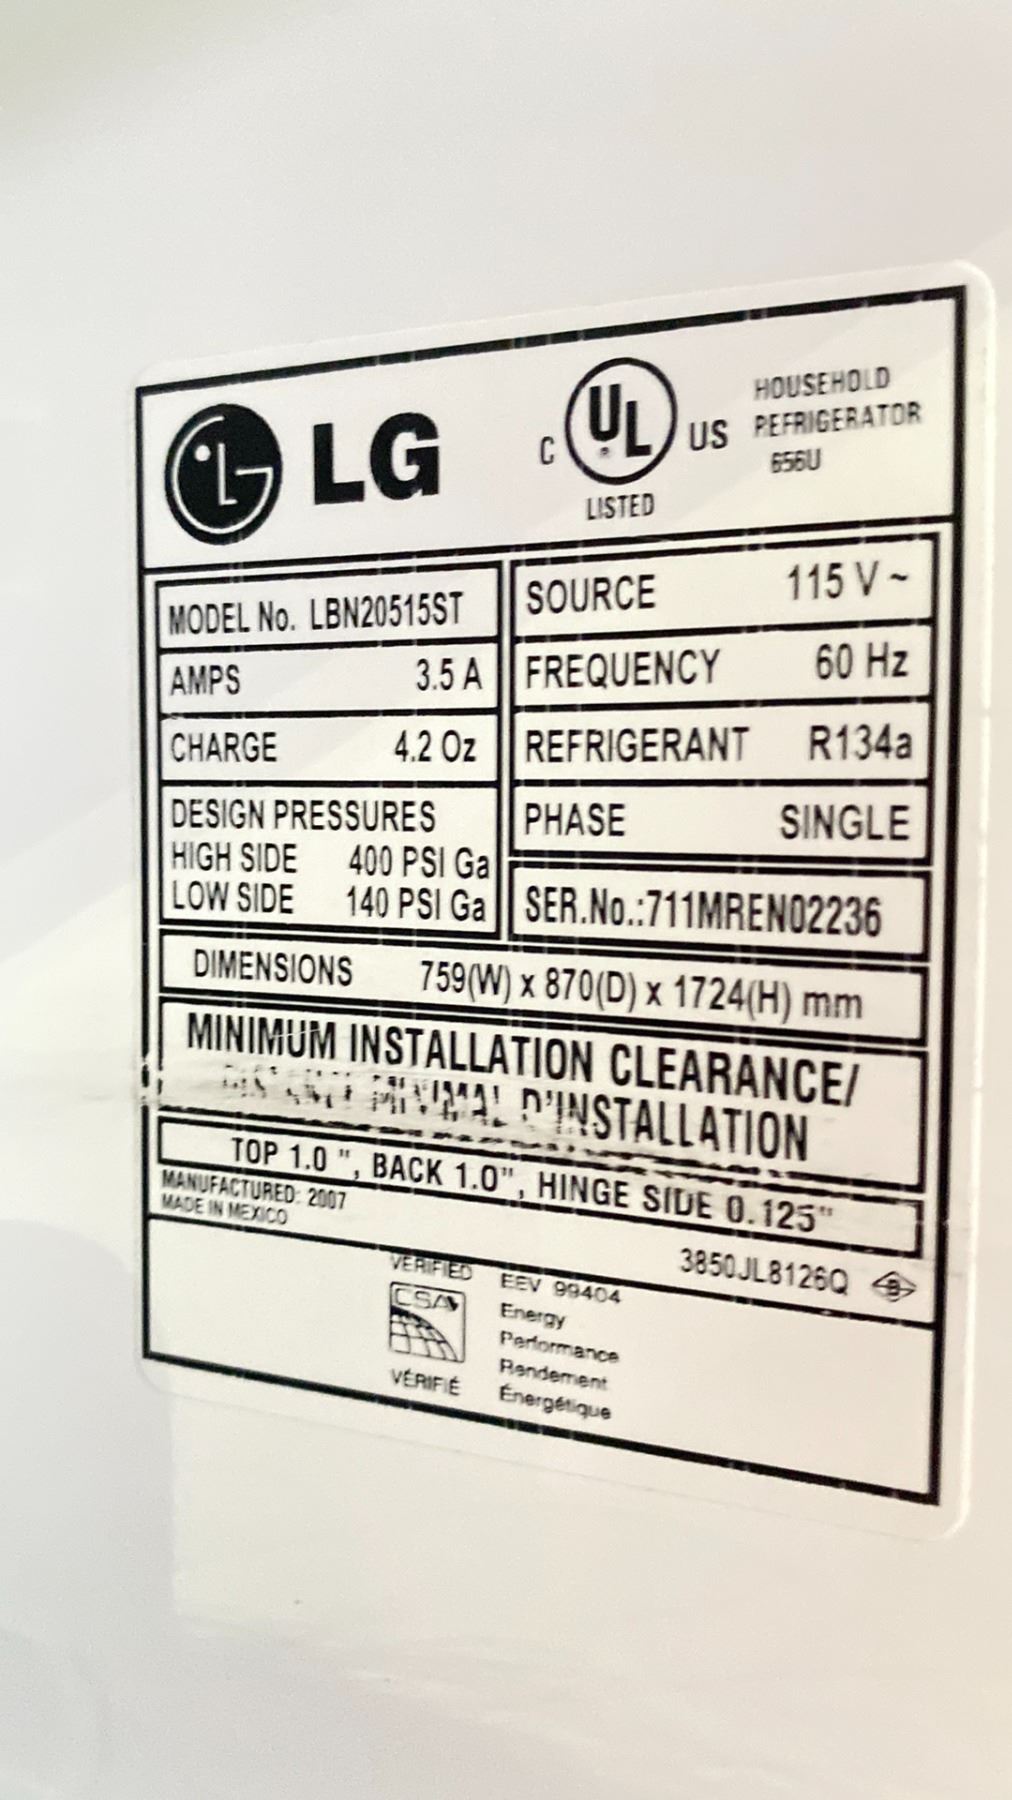 LG
C UL US
LISTED
HOUSEHOLD
REFRIGERATOR
656U
MODEL No. LBN20515ST
AMPS 3.5 A
CHARGE 4.2 Oz
DESIGN PRESSURES
HIGH SIDE 400 PSI Ga
LOW SIDE 140 PSI Ga
SOURCE 115 V ~
FREQUENCY 60 Hz
REFRIGERANT R134a
PHASE SINGLE
SER.No.:711MREN02236
DIMENSIONS 759(W) x 870(D) x 1724(H) mm
MINIMUM INSTALLATION CLEARANCE/
MINIMAL D'INSTALLATION
TOP 1.0 ", BACK 1.0", HINGE SIDE 0.125"
MANUFACTURED: 2007
MADE IN MEXICO
3850JL8126Q B
VERIFIED
CSA
VÉRIFIÉ
EEV 99404
Energy
Performance
Rendement
Énergétique